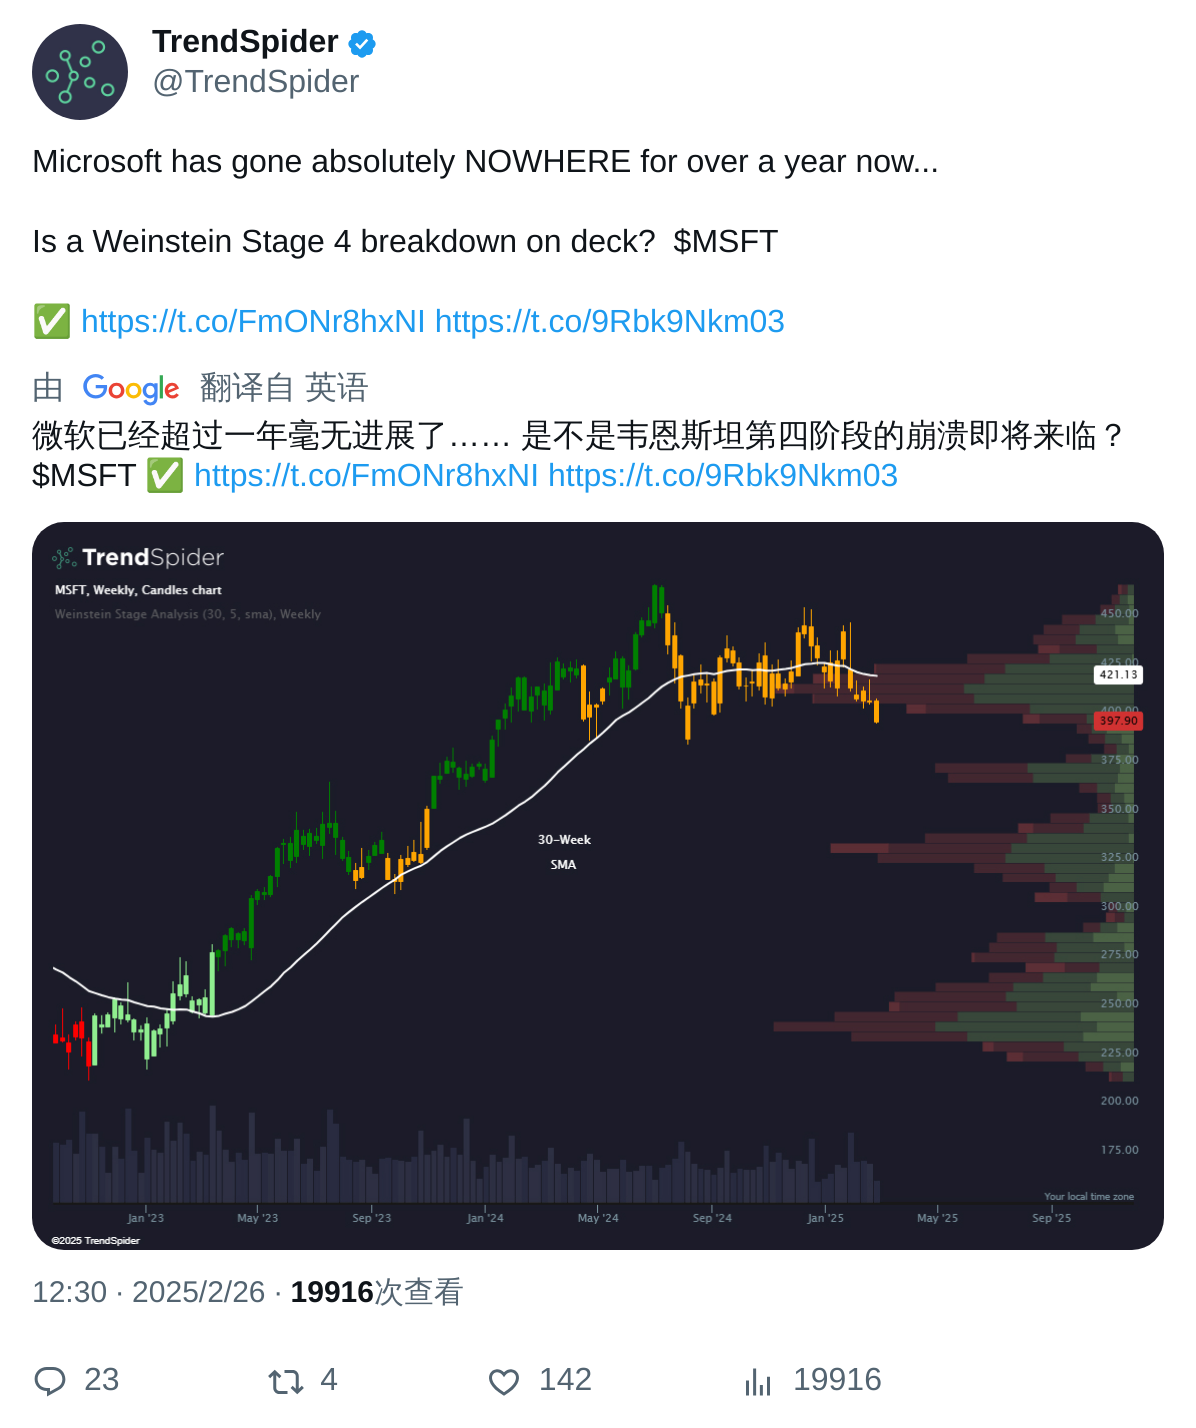 TrendSpider
@TrendSpider
Microsoft has gone absolutely NOWHERE for over a year now...
Is a Weinstein Stage 4 breakdown on deck?  $MSFT
✅ https://t.co/FmONr8hxNI https://t.co/9Rbk9Nkm03
由 Google 翻译自 英语
微软已经超过一年毫无进展了…… 是不是韦恩斯坦第四阶段的崩溃即将来临？
$MSFT ✅ https://t.co/FmONr8hxNI https://t.co/9Rbk9Nkm03
TrendSpider
MSFT, Weekly, Candles chart
Weinstein Stage Analysis (30, 5, sma), Weekly
450.00
425.00
421.13
400.00
397.90
375.00
350.00
325.00
300.00
275.00
250.00
225.00
200.00
175.00
30-Week
SMA
Your local time zone
Jan '23 May '23 Sep '23 Jan '24 May '24 Sep '24 Jan '25 May '25 Sep '25
©2025 TrendSpider
12:30 · 2025/2/26 · 19916次查看
23 4 142 19916